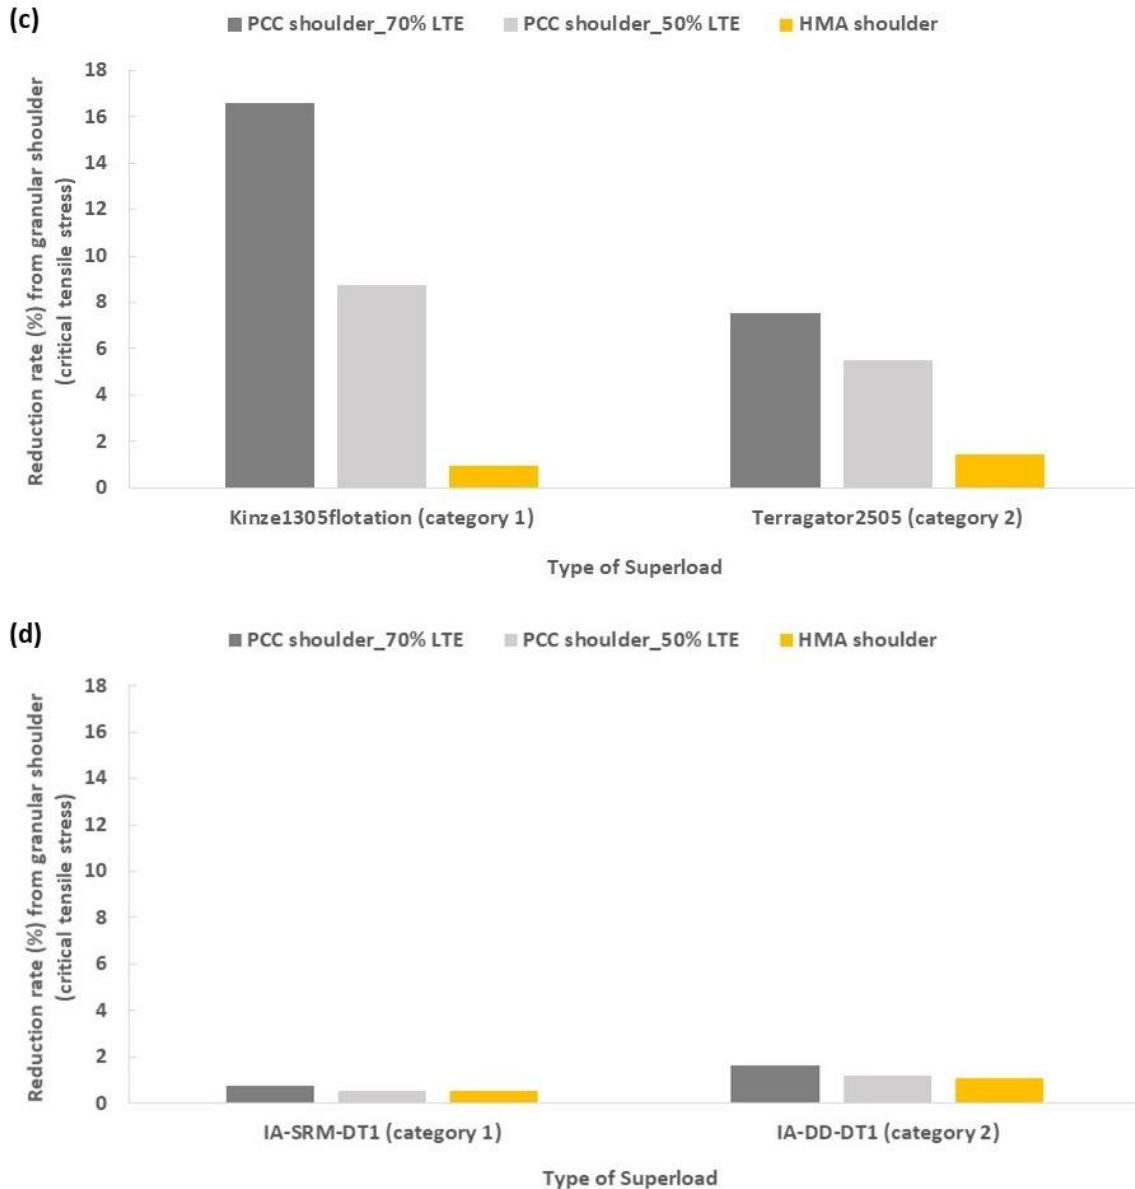 (c)
PCC shoulder_70% LTE PCC shoulder_50% LTE HMA shoulder
Reduction rate (%) from granular shoulder
(critical tensile stress)
18
16
14
12
10
8
6
4
2
0
Kinze1305flotation (category 1) Terragator2505 (category 2)
Type of Superload
(d)
PCC shoulder_70% LTE PCC shoulder_50% LTE HMA shoulder
Reduction rate (%) from granular shoulder
(critical tensile stress)
18
16
14
12
10
8
6
4
2
0
IA-SRM-DT1 (category 1) IA-DD-DT1 (category 2)
Type of Superload